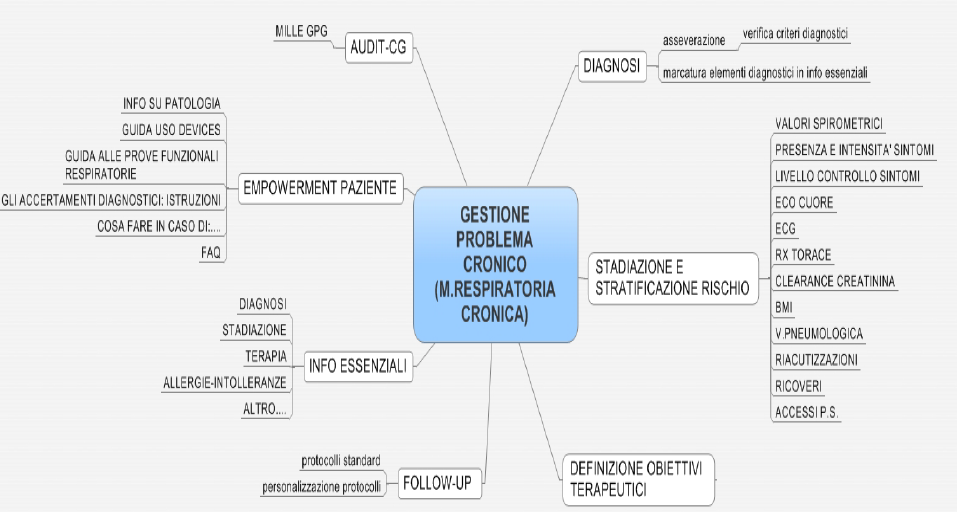 MILLE GPG
AUDIT-CG
DIAGNOSI
asseverazione
verifica criteri diagnostici
marcatura elementi diagnostici in info essenziali
INFO SU PATOLOGIA
GUIDA USO DEVICES
GUIDA ALLE PROVE FUNZIONALI
RESPIRATORIE
GLI ACCERTAMENTI DIAGNOSTICI: ISTRUZIONI
COSA FARE IN CASO DI:....
FAQ
EMPOWERMENT PAZIENTE
GESTIONE
PROBLEMA
CRONICO
(M.RESPIRATORIA
CRONICA)
STADIAZIONE E
STRATIFICAZIONE RISCHIO
VALORI SPIROMETRICI
PRESENZA E INTENSITA' SINTOMI
LIVELLO CONTROLLO SINTOMI
ECO CUORE
ECG
RX TORACE
CLEARANCE CREATININA
BMI
V.PNEUMOLOGICA
RIACUTIZZAZIONI
RICOVERI
ACCESSI P.S.
DIAGNOSI
STADIAZIONE
TERAPIA
ALLERGIE-INTOLLERANZE
ALTRO....
INFO ESSENZIALI
protocolli standard
personalizzazione protocolli
FOLLOW-UP
DEFINIZIONE OBIETTIVI
TERAPEUTICI